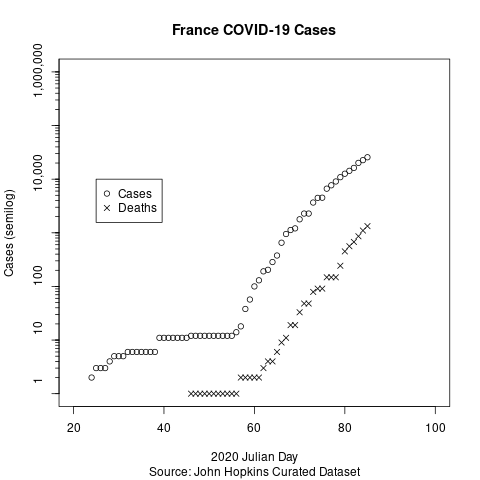 France COVID-19 Cases
Cases (semilog)
1,000,000
10,000
100
10
1
Cases
Deaths
20 40 60 80 100
2020 Julian Day
Source: John Hopkins Curated Dataset